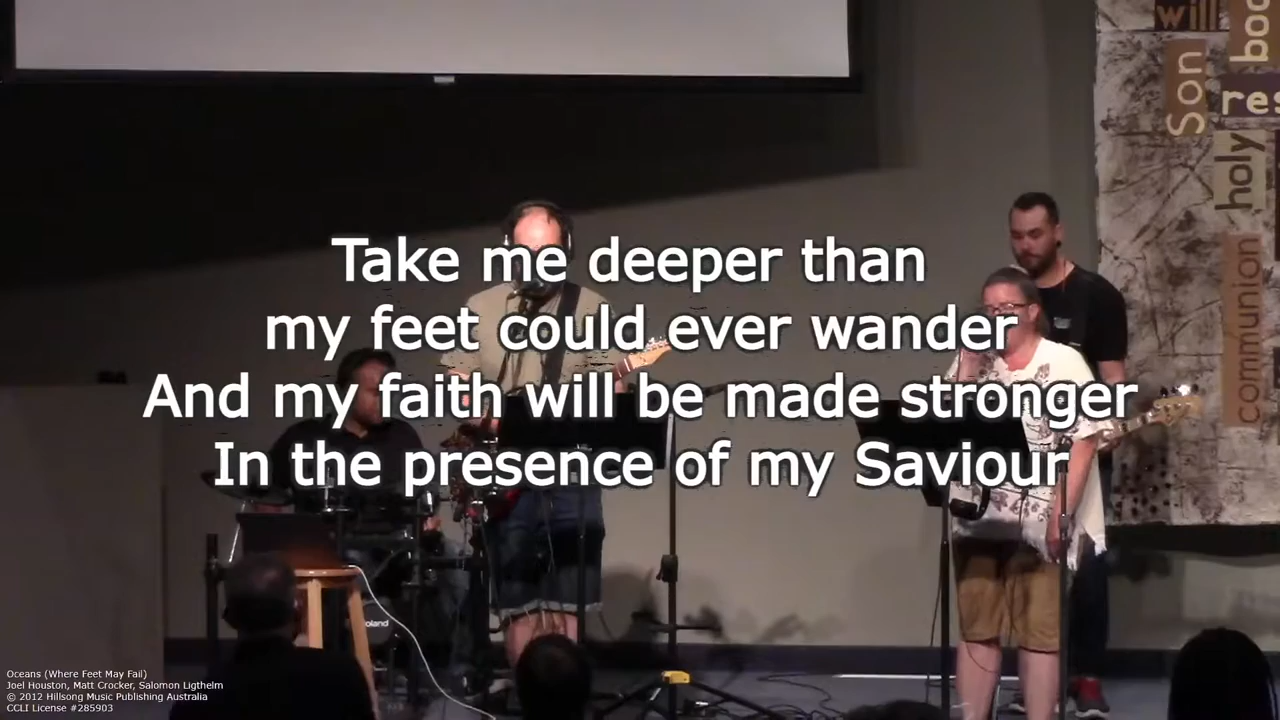 will
Son
boo
res
holy
communion
Take me deeper than
my feet could ever wander
And my faith will be made stronger
In the presence of my Saviour
Roland
Oceans (Where Feet May Fail)
Joel Houston, Matt Crocker, Salomon Ligthelm
© 2012 Hillsong Music Publishing Australia
CCLI License #285903